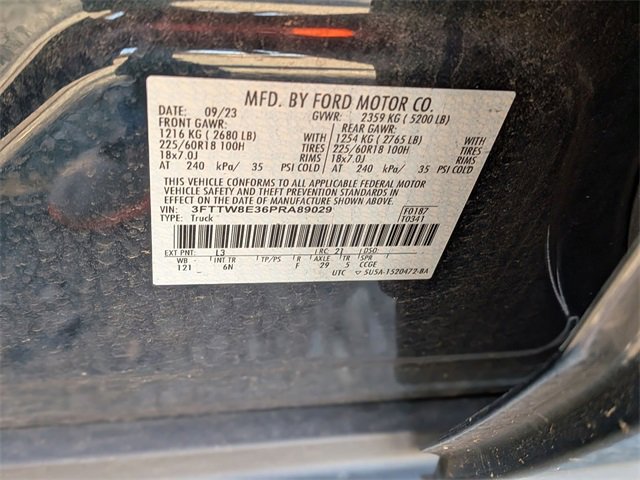 MFD. BY FORD MOTOR CO.
DATE: 09/23 GVWR: 2359 KG ( 5200 LB)
FRONT GAWR: REAR GAWR:
1216 KG ( 2680 LB) WITH 1254 KG ( 2765 LB) WITH
225/60R18 100H TIRES 225/60R18 100H TIRES
18x7.0J RIMS 18x7.0J RIMS
AT 240 kPa/ 35 PSI COLD AT 240 kPa/ 35 PSI COLD
THIS VEHICLE CONFORMS TO ALL APPLICABLE FEDERAL MOTOR
VEHICLE SAFETY AND THEFT PREVENTION STANDARDS IN
EFFECT ON THE DATE OF MANUFACTURE SHOWN ABOVE.
VIN: 3FTTW8E36PRA89029 F0187
TYPE: Truck T0341
EXT PNT: L3 RC: 21 DSO:
WB INT TR TP/PS R AXLE TR SPR
121 6N F 29 5 CCGE
UTC ▽ 5U5A-1520472-BA